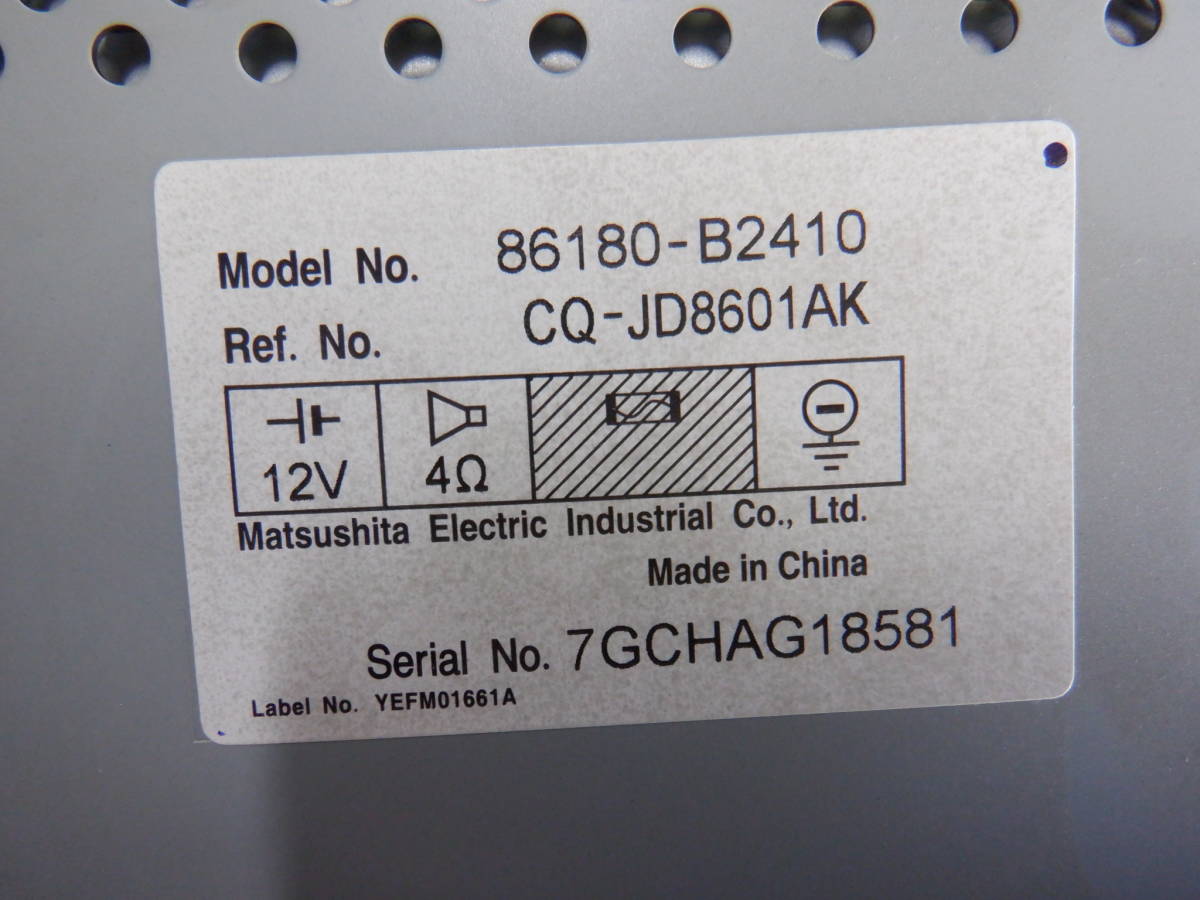 Model No. 86180-B2410
Ref. No. CQ-JD8601AK
12V 4Ω
Matsushita Electric Industrial Co., Ltd.
Made in China
Serial No. 7GCHAG18581
Label No. YEFM01661A